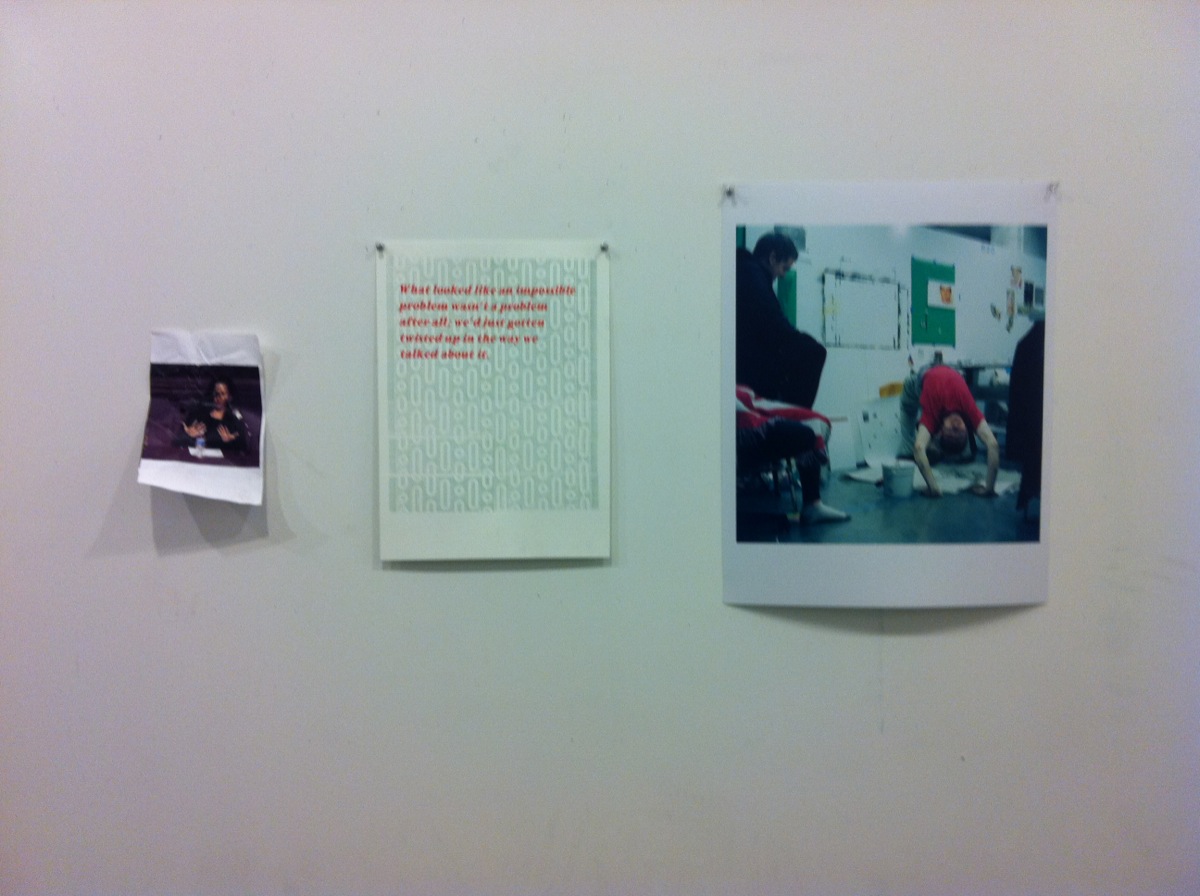 What looked like an impossible
problem wasn't a problem
after all, we'd just gotten
twisted up in the way we
talked about it.